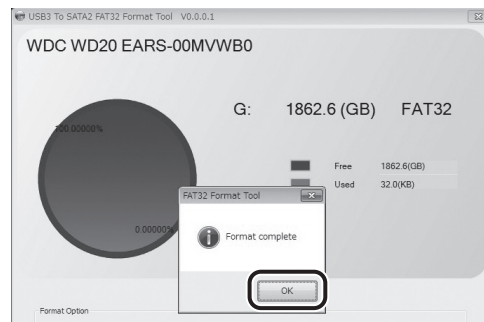 USB3 To SATA2 FAT32 Format Tool V0.0.0.1
WDC WD20 EARS-00MVWB0
G: 1862.6 (GB) FAT32
100.00000%
Free 1862.6(GB)
Used 32.0(KB)
FAT32 Format Tool
0.00000%
Format complete
OK
Format Option